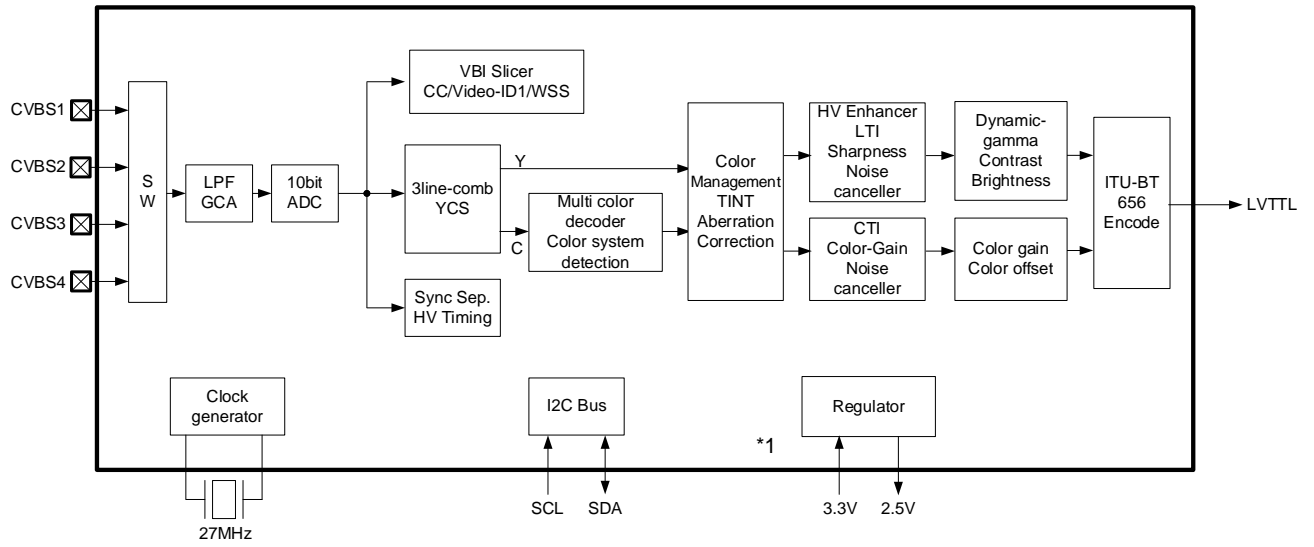 CVBS1
CVBS2
CVBS3
CVBS4
S
W
LPF
GCA
10bit
ADC
VBI Slicer
CC/Video-ID1/WSS
3line-comb
YCS
Y
C
Multi color
decoder
Color system
detection
Sync Sep.
HV Timing
Color
Management
TINT
Aberration
Correction
HV Enhancer
LTI
Sharpness
Noise
canceller
CTI
Color-Gain
Noise
canceller
Dynamic-
gamma
Contrast
Brightness
Color gain
Color offset
ITU-BT
656
Encode
LVTTL
Clock
generator
27MHz
I2C Bus
SCL
SDA
*1
Regulator
3.3V
2.5V